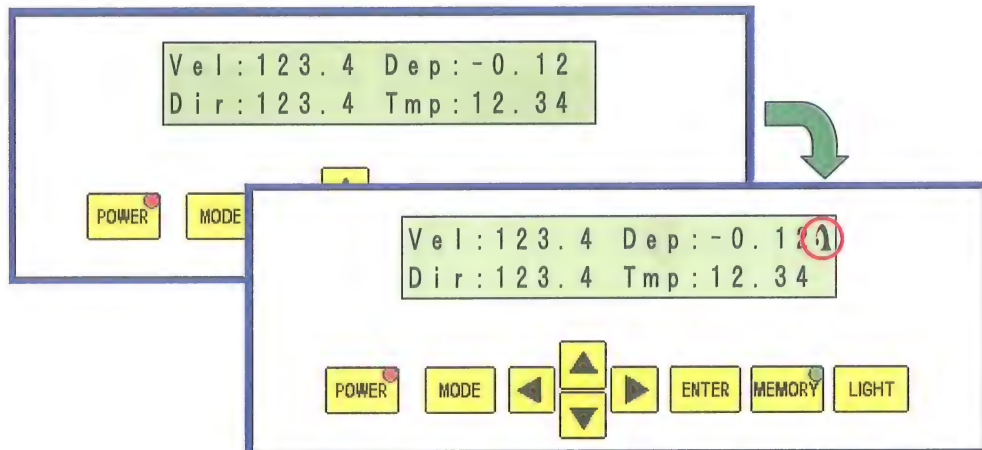 Vel:123.4 Dep:-0.12
Dir:123.4 Tmp:12.34
POWER MODE
Vel:123.4 Dep:-0.12
Dir:123.4 Tmp:12.34
POWER MODE ENTER MEMORY LIGHT